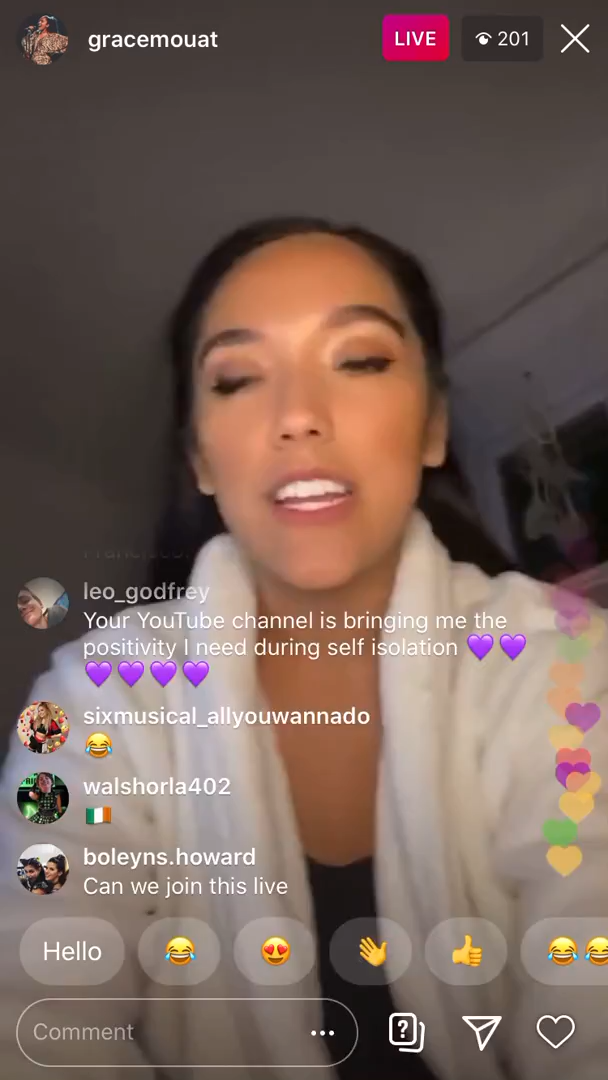 gracemouat
LIVE
201
leo_godfrey
Your YouTube channel is bringing me the
positivity I need during self isolation 💜💜
💜💜💜💜
sixmusical_allyouwannado
😂
walshorla402
🇮🇪
boleyns.howard
Can we join this live
Hello 😂 😍 👋 👍 😂😂
Comment